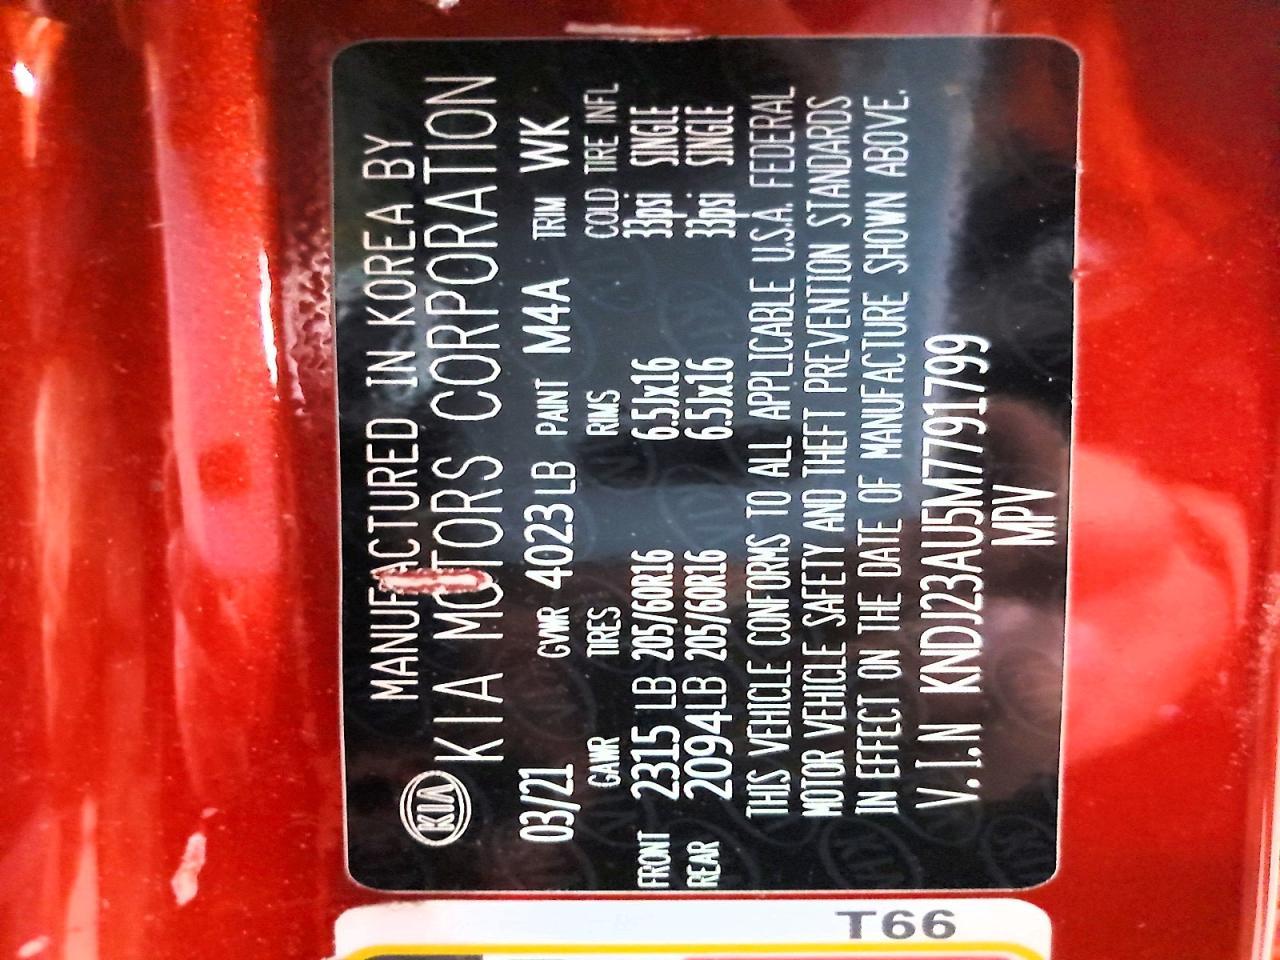 KIA
MANUFACTURED IN KOREA BY
KIA MOTORS CORPORATION
03/21 GVWR 4023LB PAINT M4A TRIM WK
GAWR TIRES RIMS COLD TIRE INFL
FRONT 2315 LB 205/60R16 6.5Jx16 33psi SINGLE
REAR 2094LB 205/60R16 6.5Jx16 33psi SINGLE
THIS VEHICLE CONFORMS TO ALL APPLICABLE U.S.A. FEDERAL
MOTOR VEHICLE SAFETY AND THEFT PREVENTION STANDARDS
IN EFFECT ON THE DATE OF MANUFACTURE SHOWN ABOVE.
V.I.N KNDJ23AU5M7791799
MPV
T66